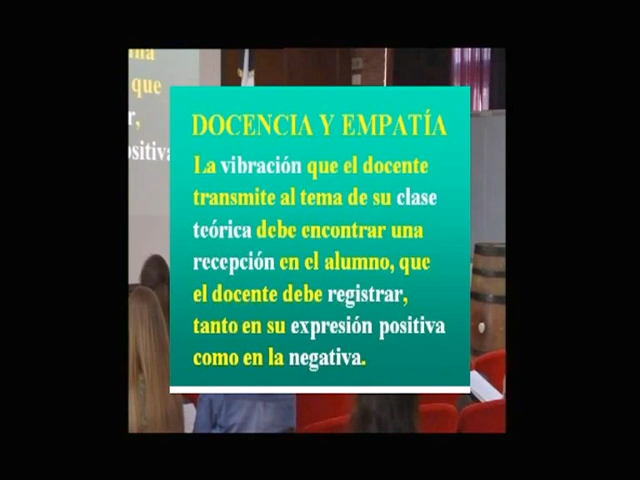 que
DOCENCIA Y EMPATÍA
La vibración que el docente
transmite al tema de su clase
teórica debe encontrar una
recepción en el alumno, que
el docente debe registrar,
tanto en su expresión positiva
como en la negativa.